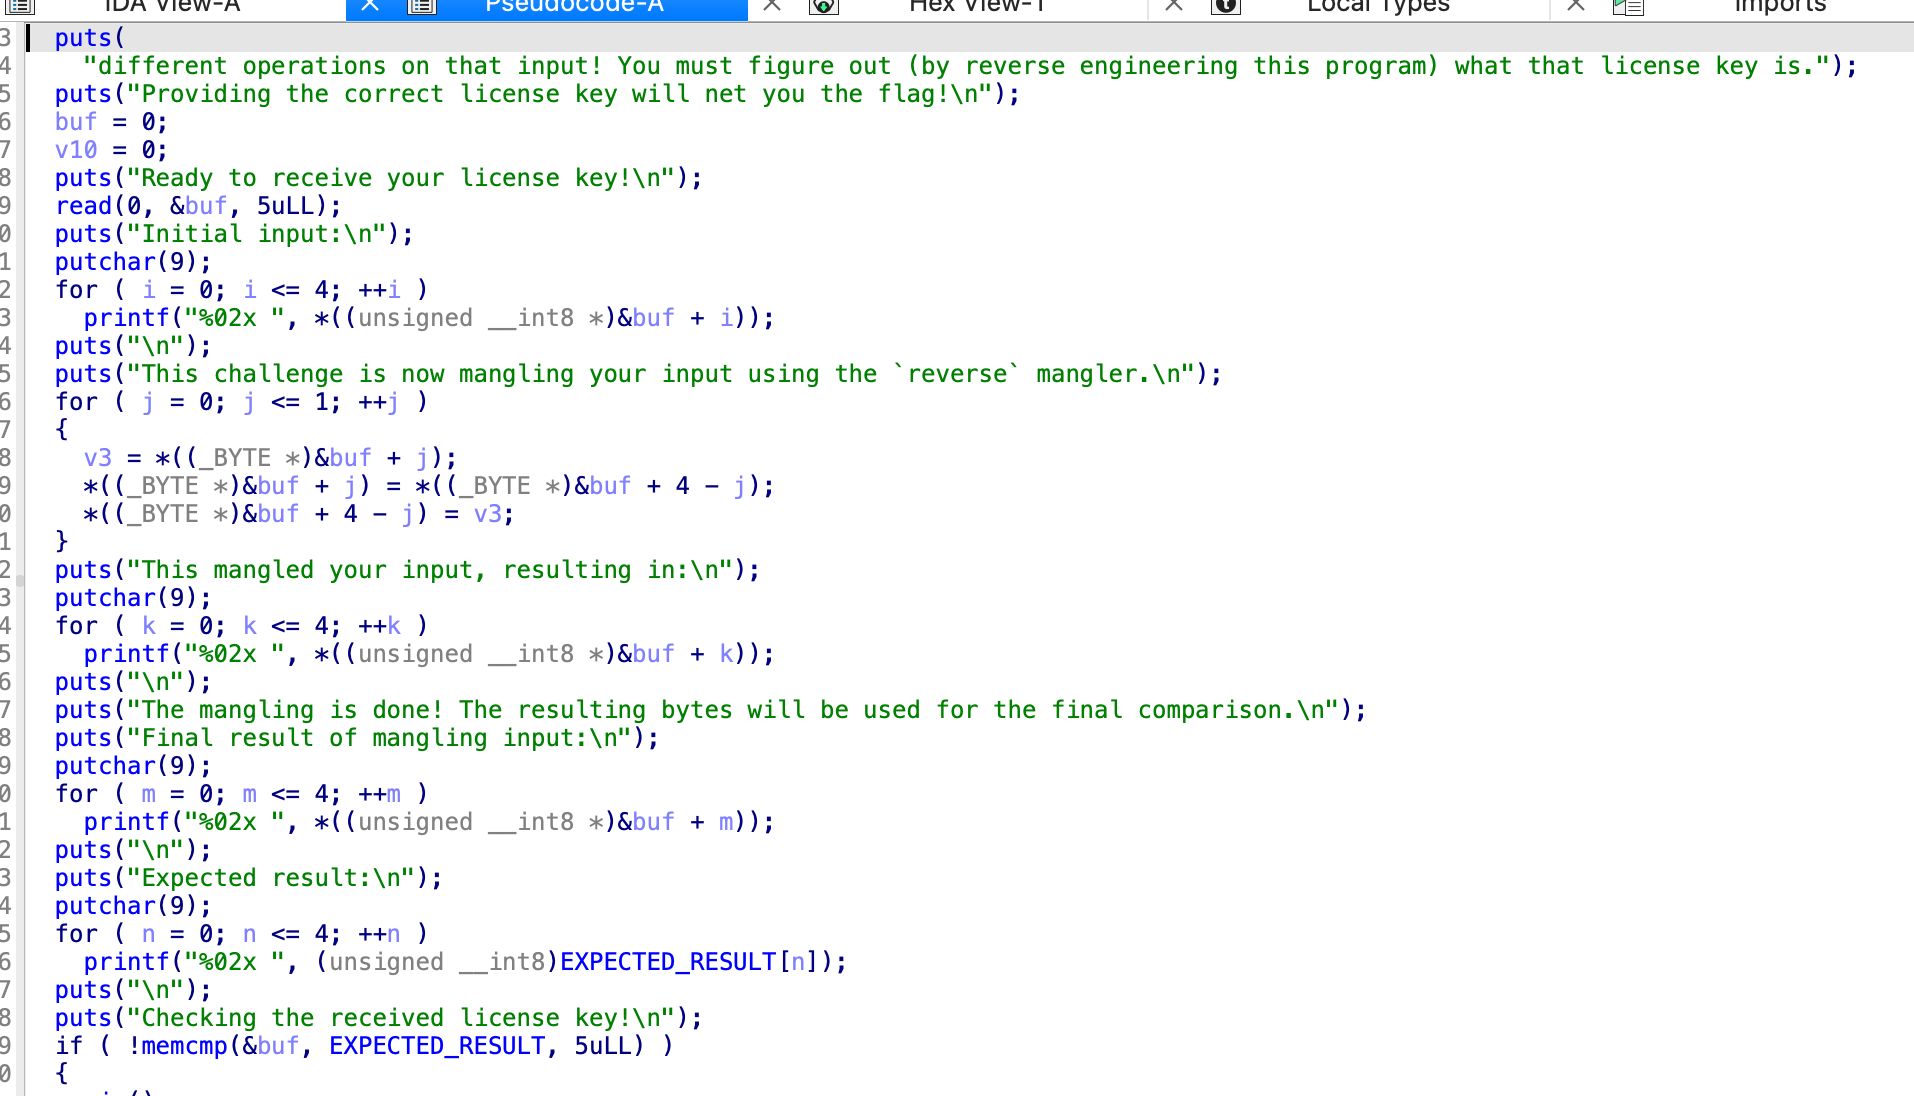 IDA View-A Pseudocode-A Hex View-1 Local Types Imports
3 puts(
4 "different operations on that input! You must figure out (by reverse engineering this program) what that license key is.");
5 puts("Providing the correct license key will net you the flag!\n");
6 buf = 0;
7 v10 = 0;
8 puts("Ready to receive your license key!\n");
9 read(0, &buf, 5uLL);
0 puts("Initial input:\n");
1 putchar(9);
2 for ( i = 0; i <= 4; ++i )
3 printf("%02x ", *((unsigned __int8 *)&buf + i));
4 puts("\n");
5 puts("This challenge is now mangling your input using the `reverse` mangler.\n");
6 for ( j = 0; j <= 1; ++j )
7 {
8 v3 = *((_BYTE *)&buf + j);
9 *((_BYTE *)&buf + j) = *((_BYTE *)&buf + 4 - j);
0 *((_BYTE *)&buf + 4 - j) = v3;
1 }
2 puts("This mangled your input, resulting in:\n");
3 putchar(9);
4 for ( k = 0; k <= 4; ++k )
5 printf("%02x ", *((unsigned __int8 *)&buf + k));
6 puts("\n");
7 puts("The mangling is done! The resulting bytes will be used for the final comparison.\n");
8 puts("Final result of mangling input:\n");
9 putchar(9);
0 for ( m = 0; m <= 4; ++m )
1 printf("%02x ", *((unsigned __int8 *)&buf + m));
2 puts("\n");
3 puts("Expected result:\n");
4 putchar(9);
5 for ( n = 0; n <= 4; ++n )
6 printf("%02x ", (unsigned __int8)EXPECTED_RESULT[n]);
7 puts("\n");
8 puts("Checking the received license key!\n");
9 if ( !memcmp(&buf, EXPECTED_RESULT, 5uLL) )
0 {